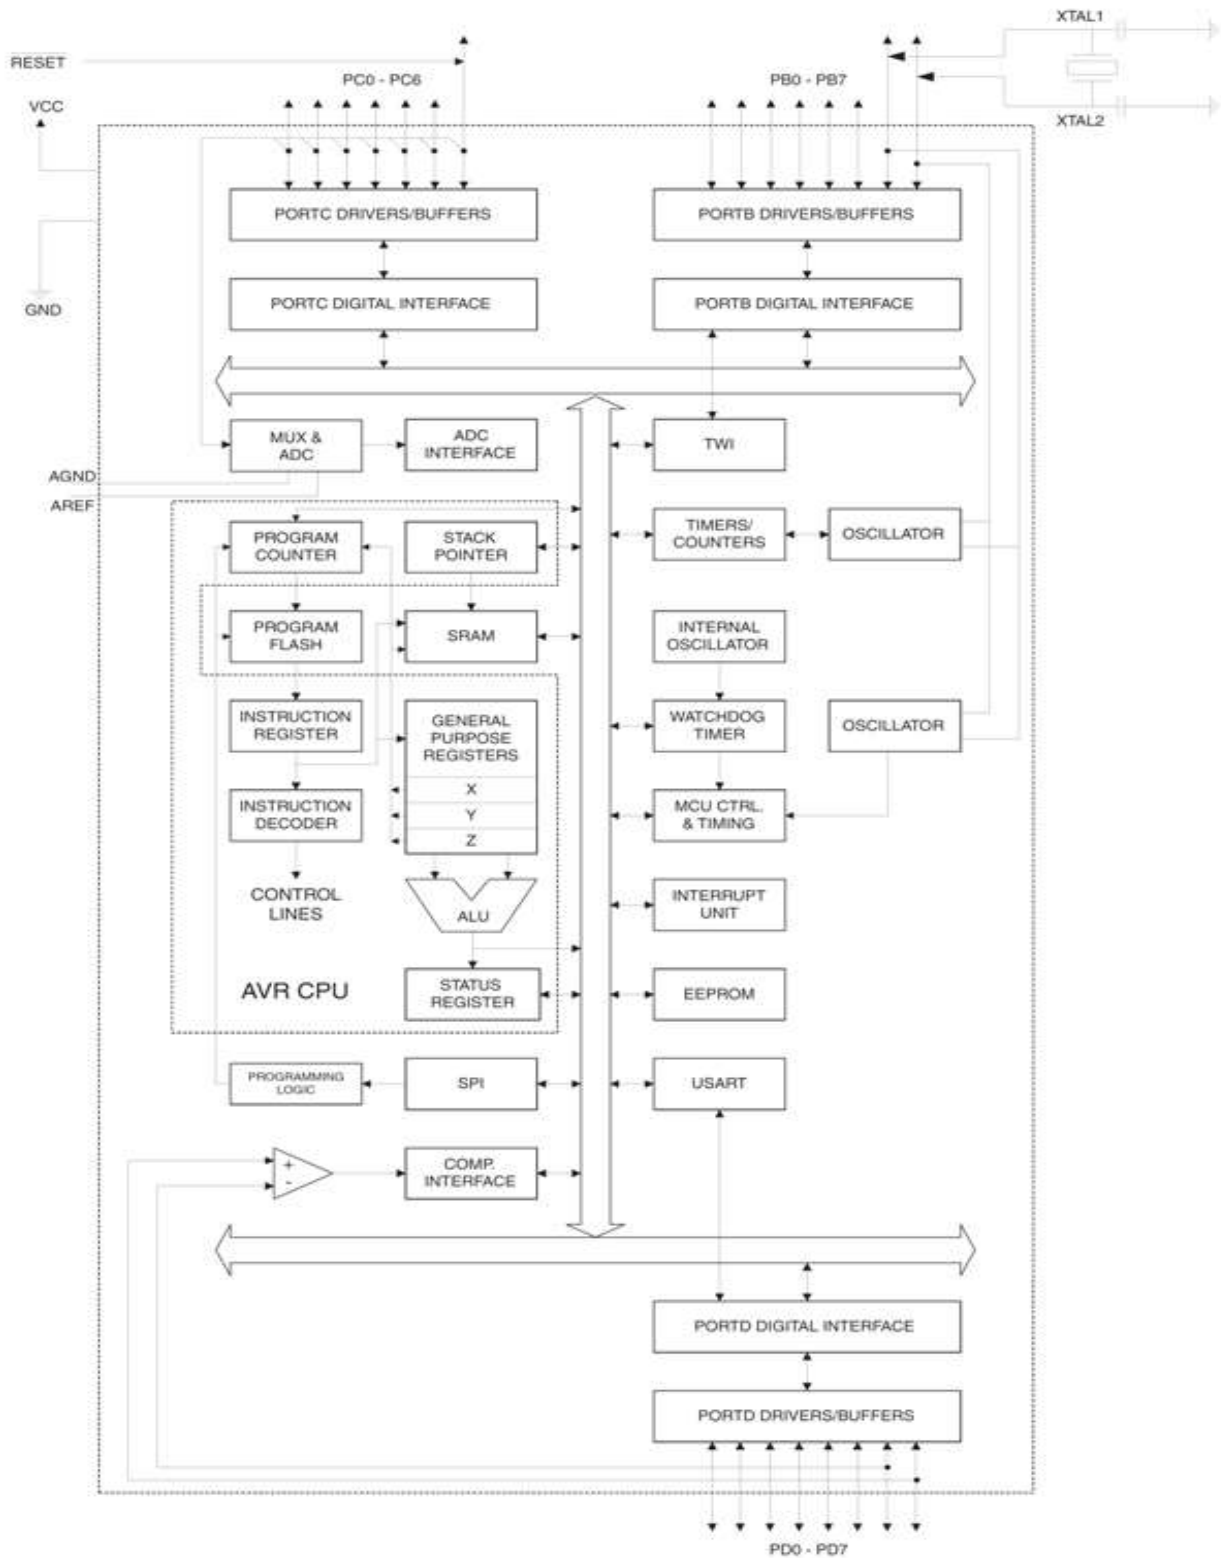 XTAL1
RESET
PC0 - PC6
PB0 - PB7
VCC
XTAL2
PORTC DRIVERS/BUFFERS
PORTB DRIVERS/BUFFERS
PORTC DIGITAL INTERFACE
PORTB DIGITAL INTERFACE
GND
MUX &
ADC
ADC
INTERFACE
TWI
AGND
AREF
PROGRAM
COUNTER
STACK
POINTER
TIMERS/
COUNTERS
OSCILLATOR
PROGRAM
FLASH
SRAM
INTERNAL
OSCILLATOR
INSTRUCTION
REGISTER
GENERAL
PURPOSE
REGISTERS
WATCHDOG
TIMER
OSCILLATOR
X
INSTRUCTION
DECODER
Y
MCU CTRL.
& TIMING
Z
CONTROL
LINES
ALU
INTERRUPT
UNIT
AVR CPU
STATUS
REGISTER
EEPROM
PROGRAMMING
LOGIC
SPI
USART
+
-
COMP.
INTERFACE
PORTD DIGITAL INTERFACE
PORTD DRIVERS/BUFFERS
PD0 - PD7